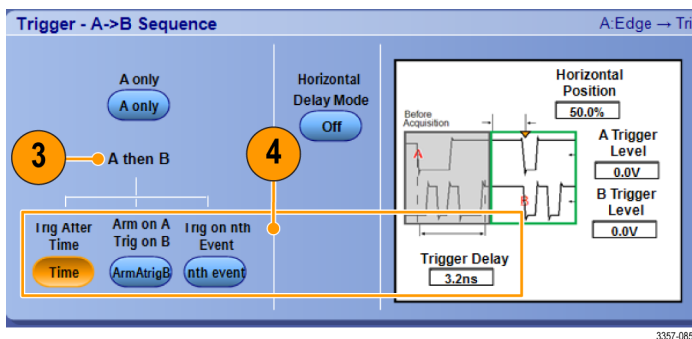 Trigger - A->B Sequence
A:Edge → Tri
A only
A only
3
A then B
Trig After
Time
Time
Arm on A
Trig on B
ArmAtrigB
Trig on nth
Event
nth event
4
Horizontal
Delay Mode
Off
Horizontal
Position
50.0%
Before
Acquisition
A
B
A Trigger
Level
0.0V
B Trigger
Level
0.0V
Trigger Delay
3.2ns
3357-085